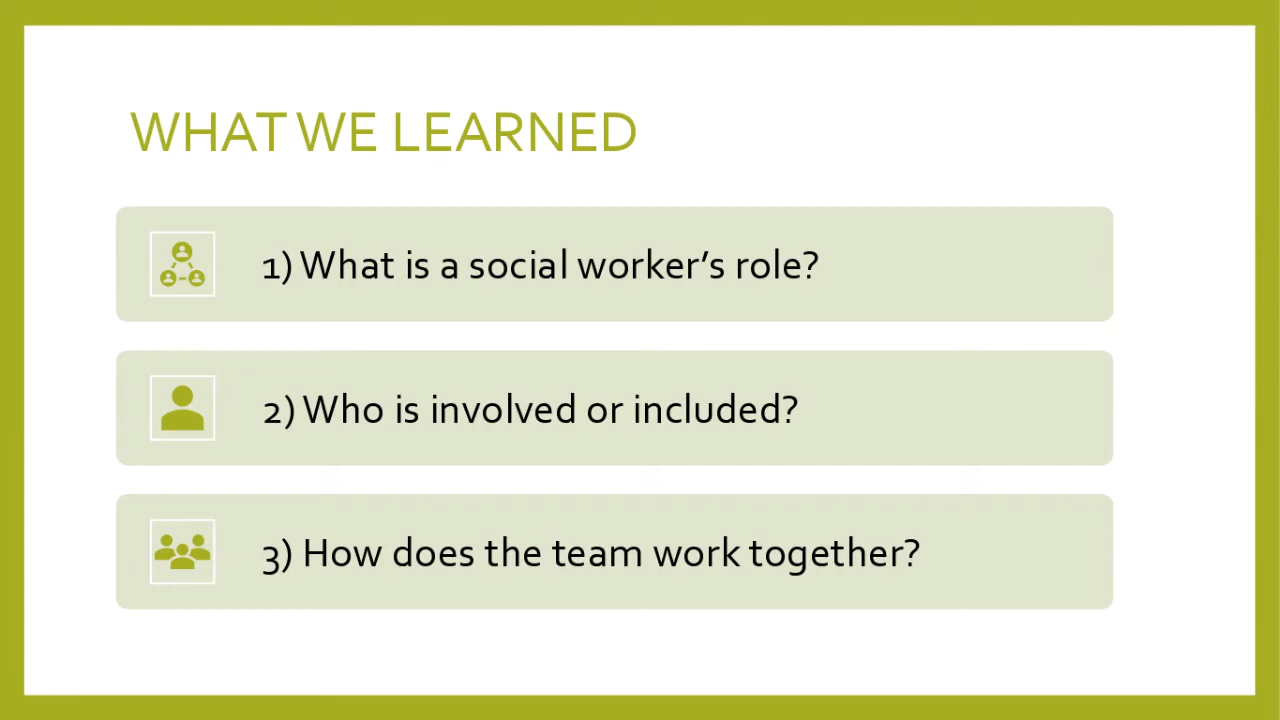 WHAT WE LEARNED
1) What is a social worker’s role?
2) Who is involved or included?
3) How does the team work together?